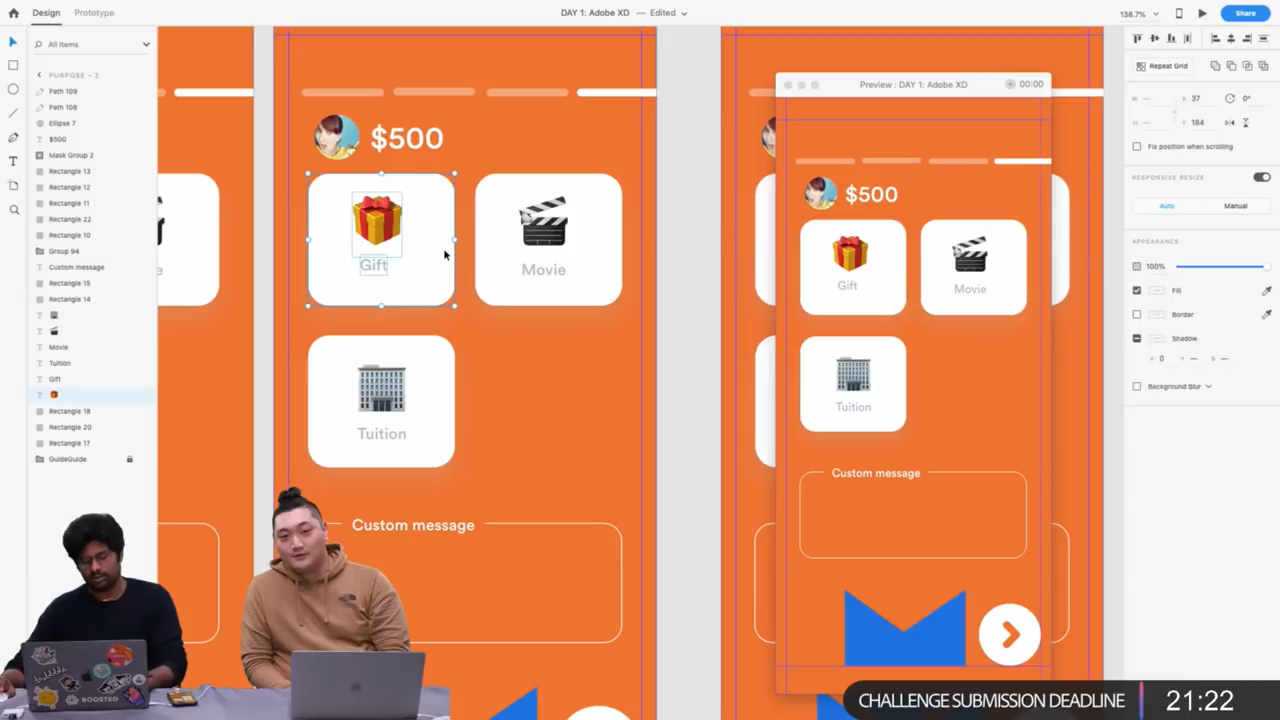 Design Prototype
DAY 1: Adobe XD — Edited
138.7%
Share
All Items
PURPOSE – 2
Path 109
Path 108
Ellipse 7
$500
Mask Group 2
Rectangle 13
Rectangle 12
Rectangle 11
Rectangle 22
Rectangle 10
Group 94
Custom message
Rectangle 15
Rectangle 14
Movie
Tuition
Gift
Rectangle 18
Rectangle 20
Rectangle 17
GuideGuide
$500
Gift
Movie
Tuition
Custom message
Preview : DAY 1: Adobe XD
00:00
$500
Gift
Movie
Tuition
Custom message
Repeat Grid
W — X 37 0°
H — Y 184
Fix position when scrolling
RESPONSIVE RESIZE
Auto Manual
APPEARANCE
100%
Fill
Border
Shadow
X 0 Y — B —
Background Blur
BOOSTED
CHALLENGE SUBMISSION DEADLINE 21:22